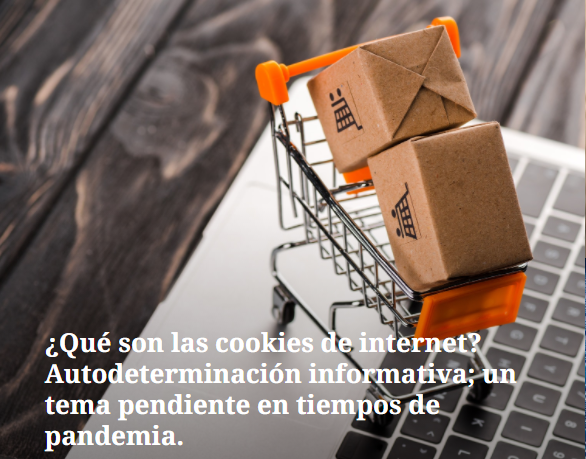 ¿Qué son las cookies de internet?
Autodeterminación informativa; un
tema pendiente en tiempos de
pandemia.